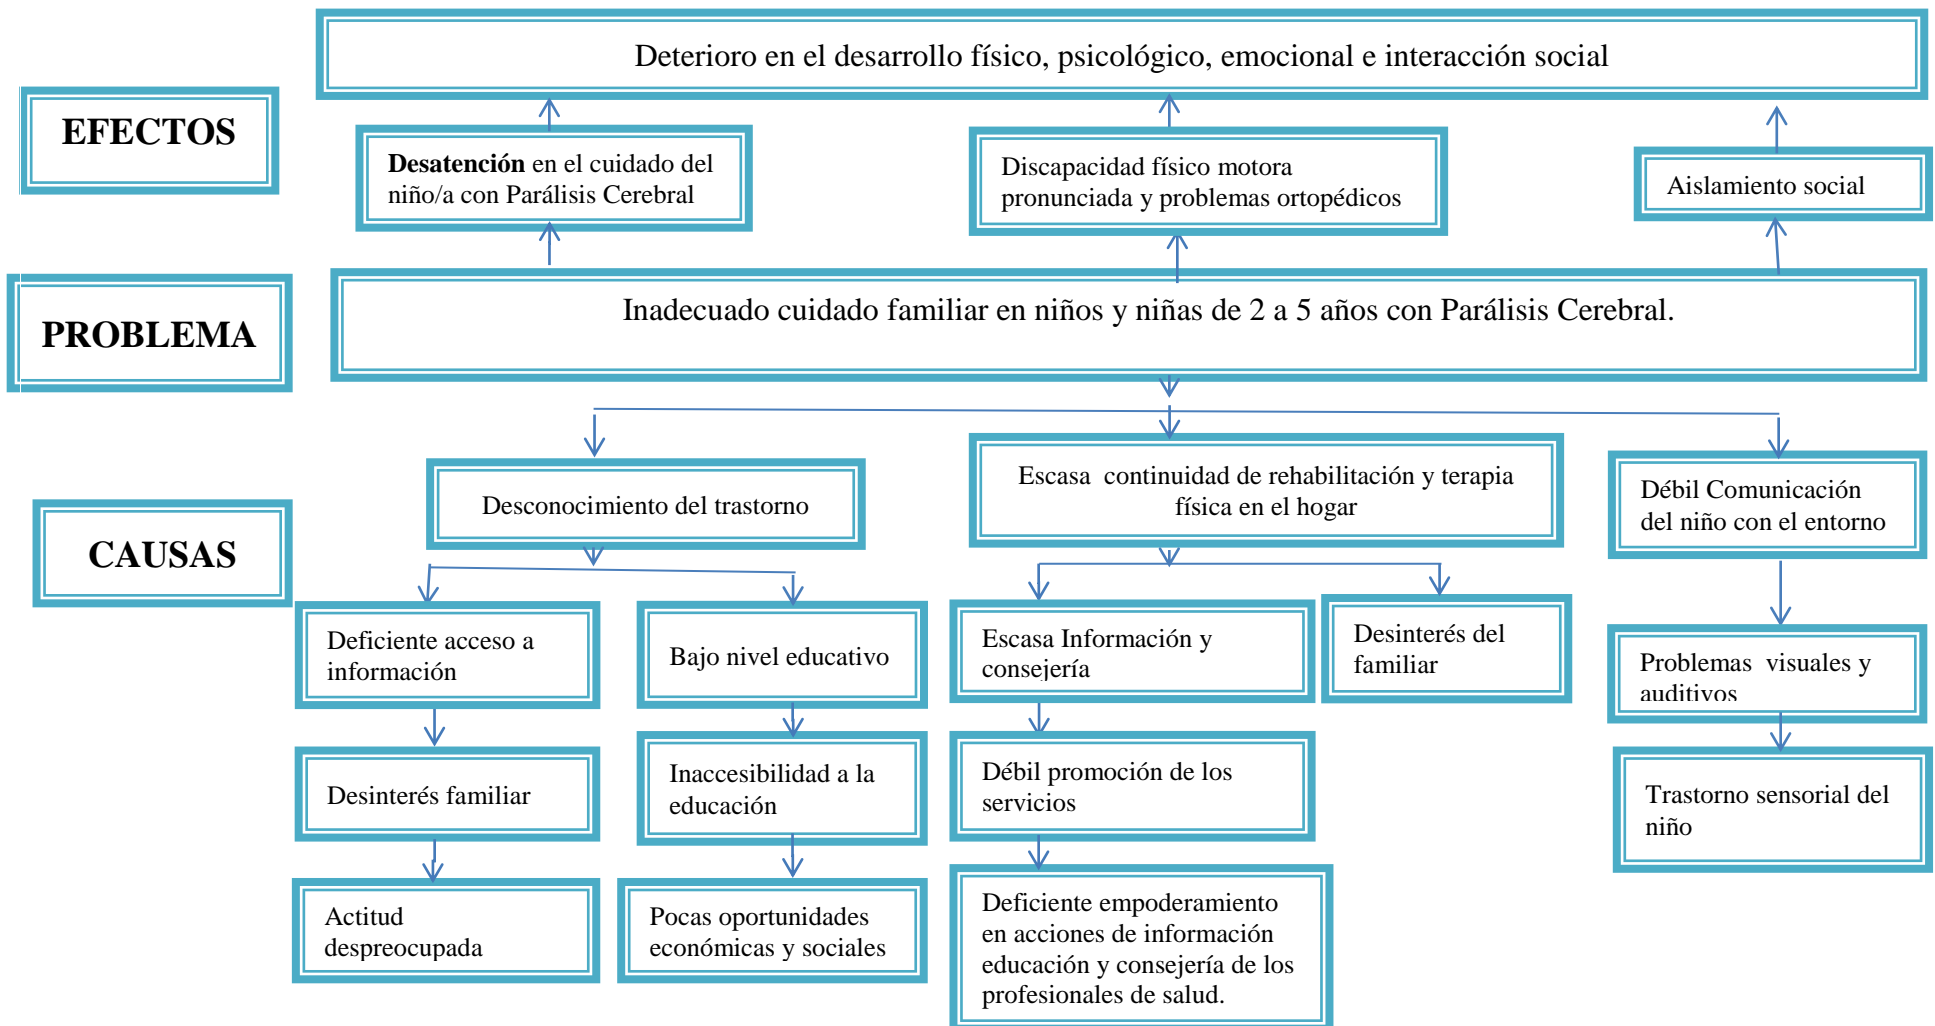 Deterioro en el desarrollo físico, psicológico, emocional e interacción social
EFECTOS
Desatención en el cuidado del
niño/a con Parálisis Cerebral
Discapacidad físico motora
pronunciada y problemas ortopédicos
Aislamiento social
PROBLEMA
Inadecuado cuidado familiar en niños y niñas de 2 a 5 años con Parálisis Cerebral.
CAUSAS
Desconocimiento del trastorno
Escasa continuidad de rehabilitación y terapia
física en el hogar
Débil Comunicación
del niño con el entorno
Deficiente acceso a
información
Bajo nivel educativo
Escasa Información y
consejería
Desinterés del
familiar
Problemas visuales y
auditivos
Desinterés familiar
Inaccesibilidad a la
educación
Débil promoción de los
servicios
Trastorno sensorial del
niño
Actitud
despreocupada
Pocas oportunidades
económicas y sociales
Deficiente empoderamiento
en acciones de información
educación y consejería de los
profesionales de salud.